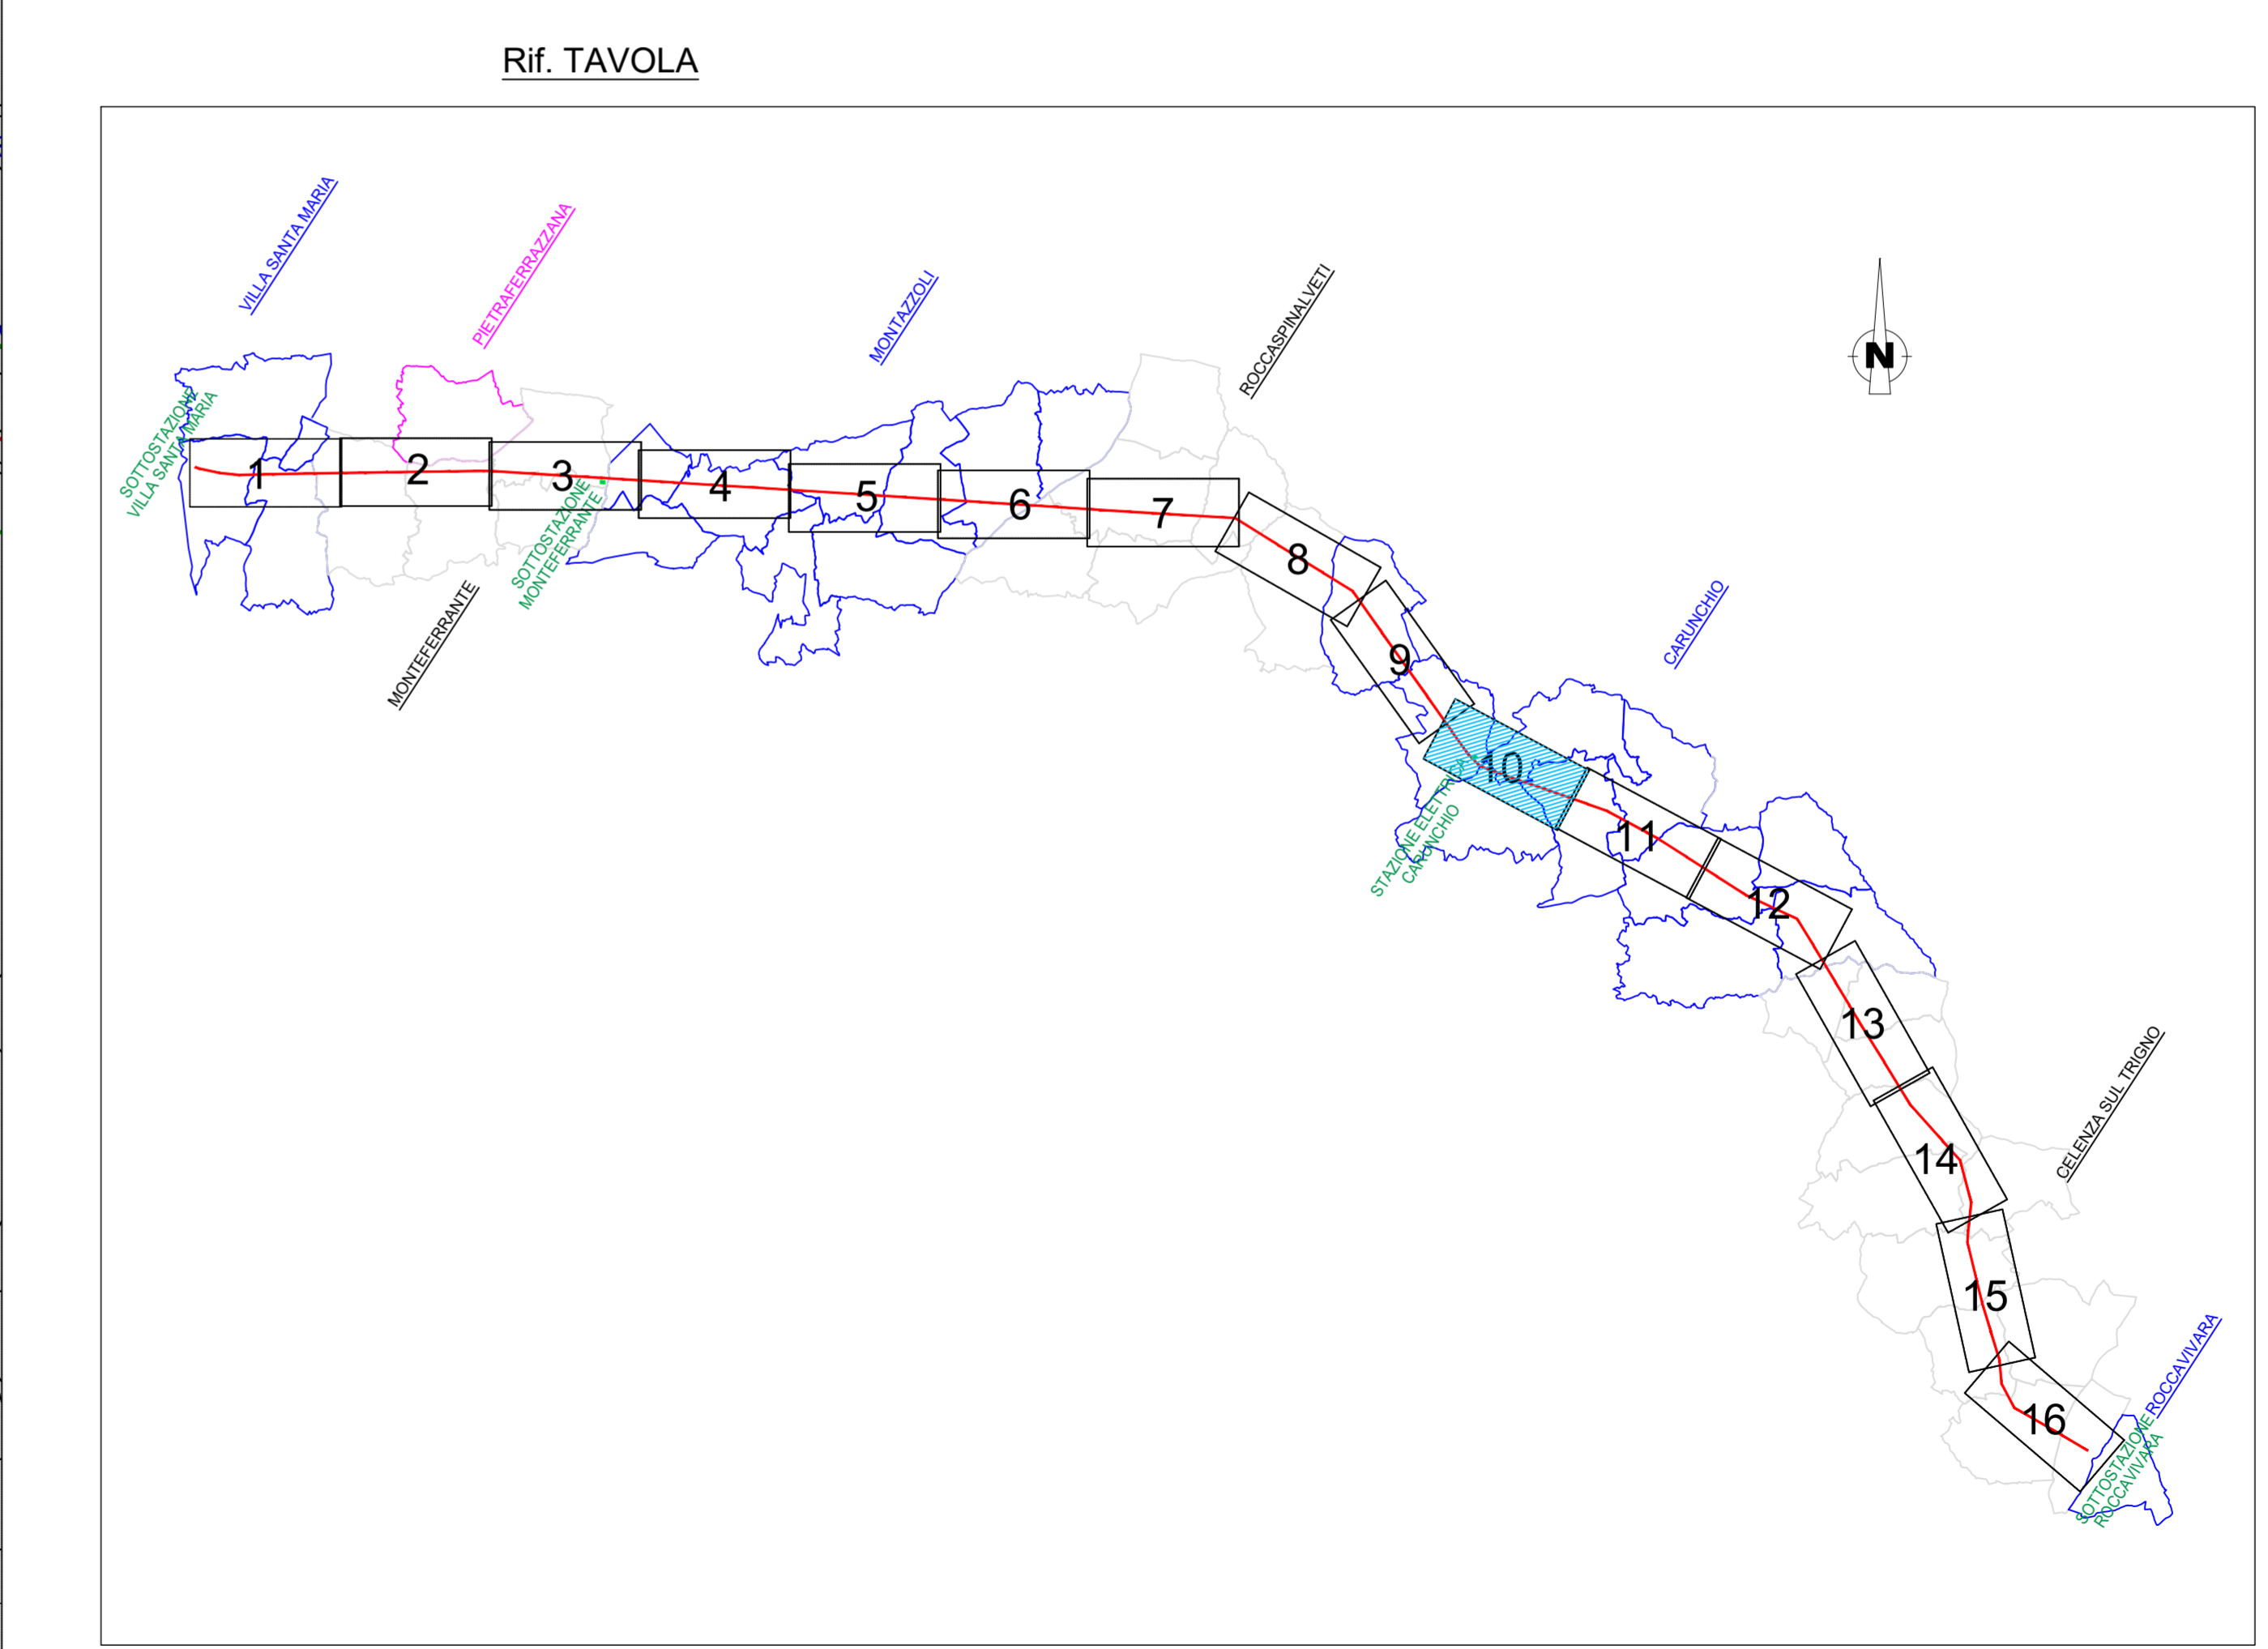 Rif. TAVOLA
VILLA SANTA MARIA
PIETRAFERRAZZANA
MONTAZZOLI
ROCCASPINALVETI
N
SOTTOSTAZIONE
VILLA SANTA MARIA
1
2
3
4
5
6
7
8
SOTTOSTAZIONE
MONTEFERRANTE
MONTEFERRANTE
9
CARUNCHIO
10
STAZIONE ELETTRICA
CARUNCHIO
11
12
13
14
CELENZA SUL TRIGNO
15
16
ROCCAVIVARA
SOTTOSTAZIONE
ROCCAVIVARA